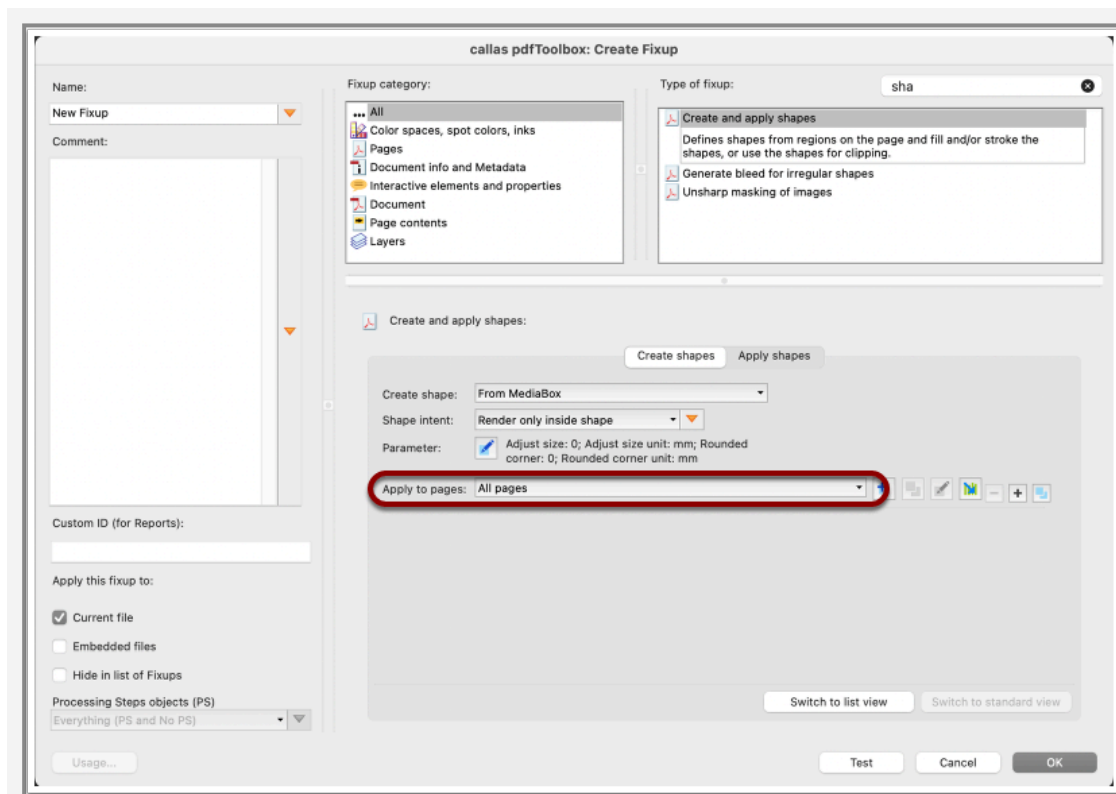 callas pdfToolbox: Create Fixup
Name:
New Fixup
Comment:
Custom ID (for Reports):
Apply this fixup to:
Current file
Embedded files
Hide in list of Fixups
Processing Steps objects (PS)
Everything (PS and No PS)
Usage...
Fixup category:
All
Color spaces, spot colors, inks
Pages
Document info and Metadata
Interactive elements and properties
Document
Page contents
Layers
Type of fixup:
sha
Create and apply shapes
Defines shapes from regions on the page and fill and/or stroke the
shapes, or use the shapes for clipping.
Generate bleed for irregular shapes
Unsharp masking of images
Create and apply shapes:
Create shapes Apply shapes
Create shape: From MediaBox
Shape intent: Render only inside shape
Parameter: Adjust size: 0; Adjust size unit: mm; Rounded
corner: 0; Rounded corner unit: mm
Apply to pages: All pages
Switch to list view Switch to standard view
Test Cancel OK